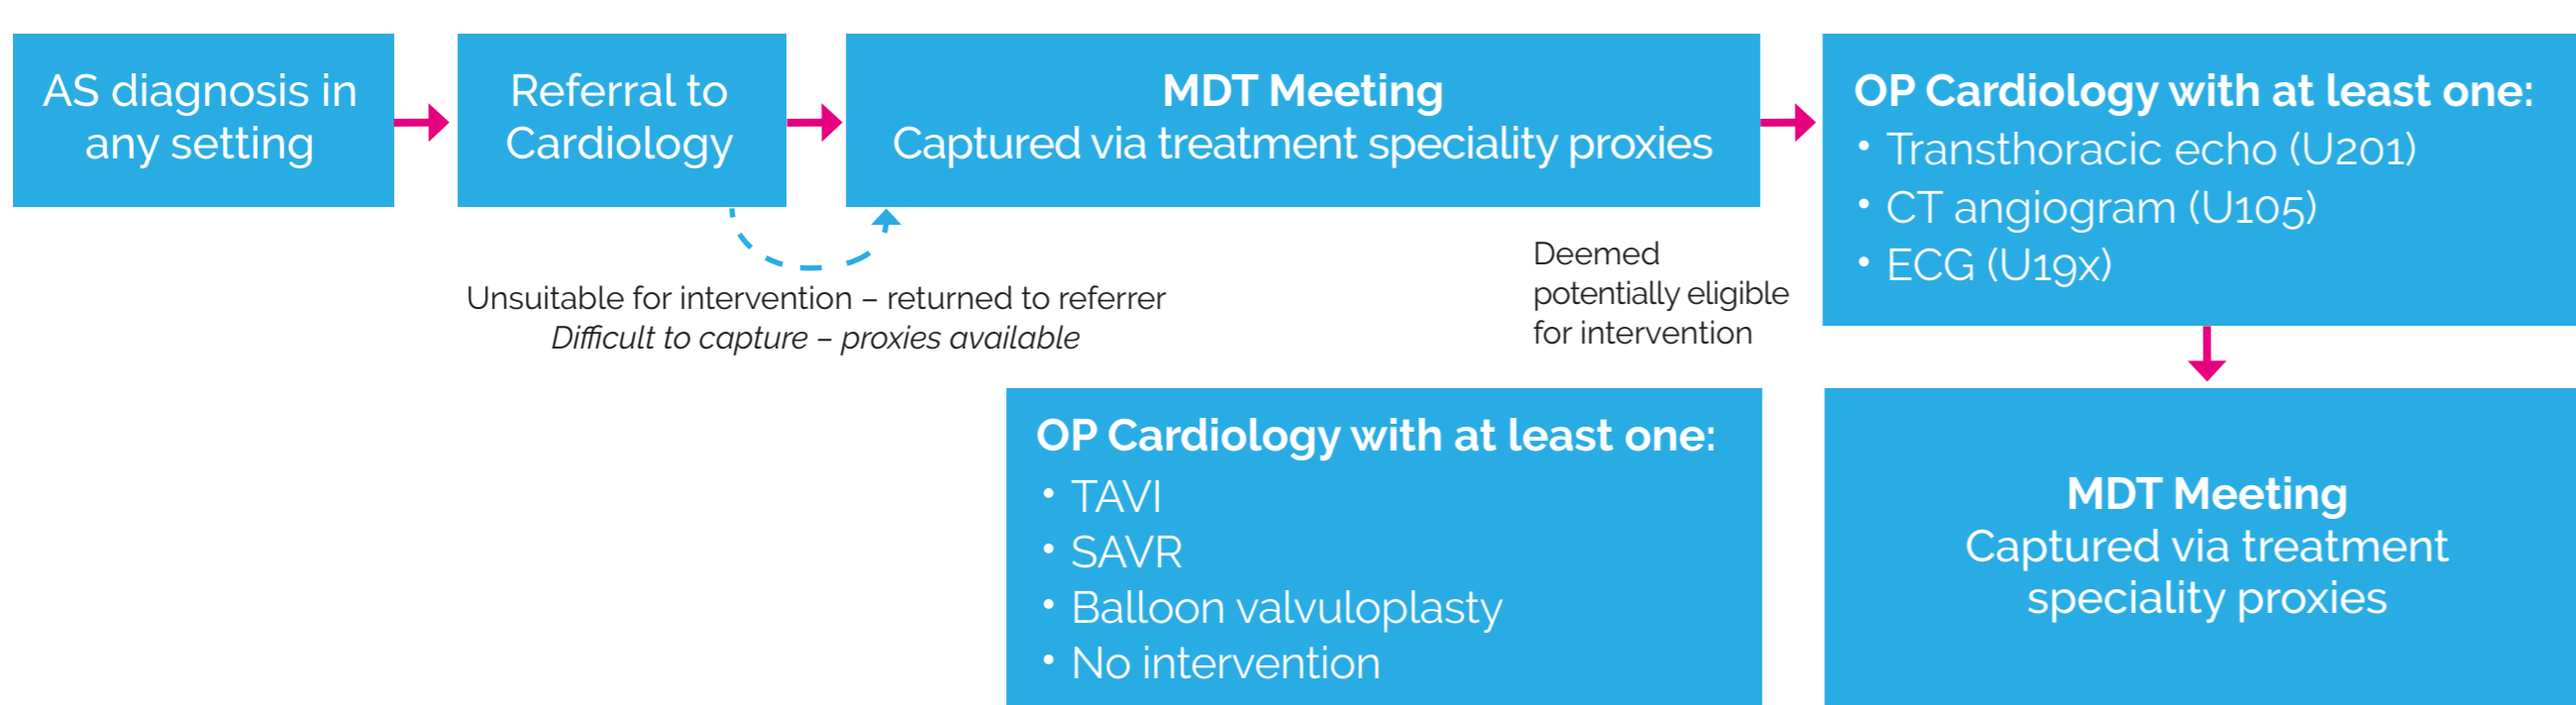 AS diagnosis in
any setting
Referral to
Cardiology
MDT Meeting
Captured via treatment speciality proxies
OP Cardiology with at least one:
• Transthoracic echo (U201)
• CT angiogram (U105)
• ECG (U19x)
Unsuitable for intervention – returned to referrer
Difficult to capture – proxies available
Deemed
potentially eligible
for intervention
OP Cardiology with at least one:
• TAVI
• SAVR
• Balloon valvuloplasty
• No intervention
MDT Meeting
Captured via treatment
speciality proxies